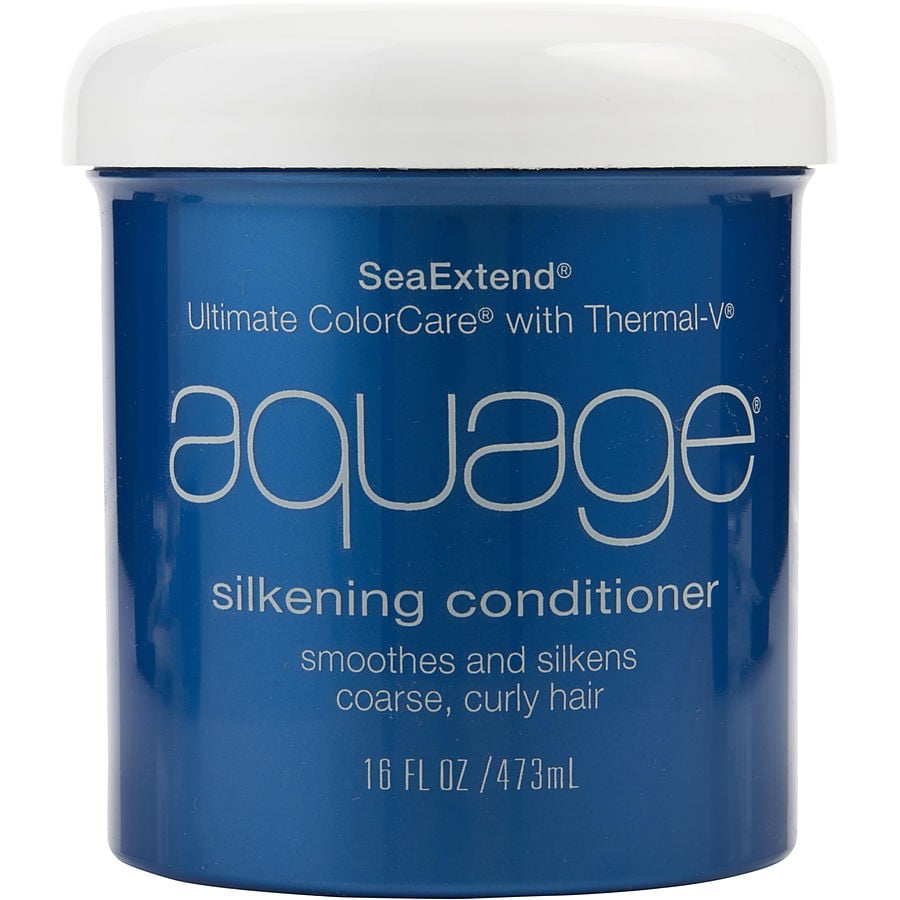 SeaExtend®
Ultimate ColorCare® with Thermal-V®
aquage®
silkening conditioner
smoothes and silkens
coarse, curly hair
16 FL OZ /473mL